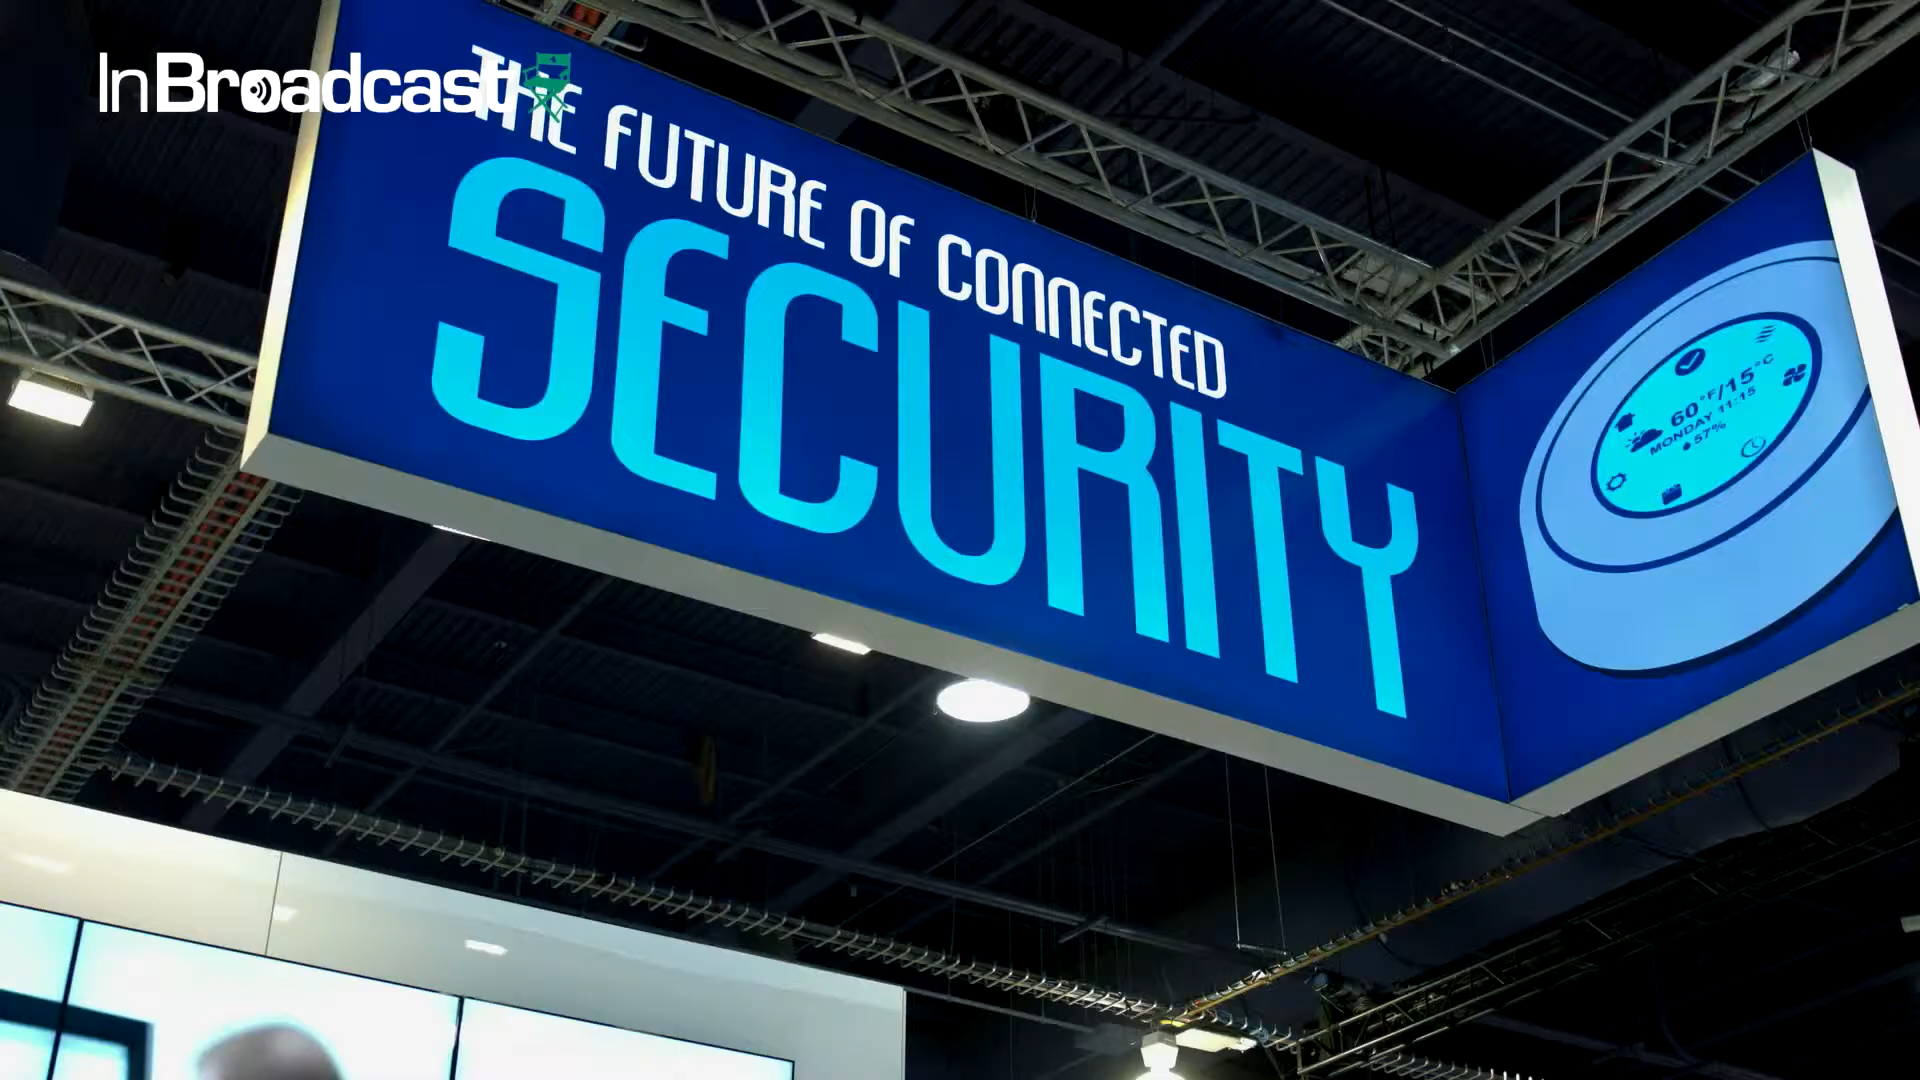 InBroadcast
THE FUTURE OF CONNECTED
SECURITY
60°F/15°C
MONDAY 11:15
57%